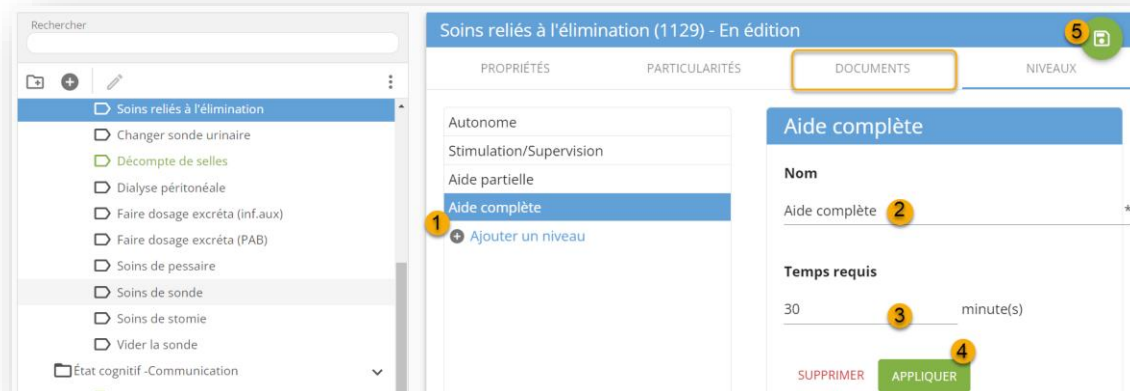 Rechercher
Soins reliés à l'élimination
Changer sonde urinaire
Décompte de selles
Dialyse péritonéale
Faire dosage excréta (inf.aux)
Faire dosage excréta (PAB)
Soins de pessaire
Soins de sonde
Soins de stomie
Vider la sonde
État cognitif -Communication
Soins reliés à l'élimination (1129) - En édition
5
PROPRIÉTÉS PARTICULARITÉS DOCUMENTS NIVEAUX
Autonome
Stimulation/Supervision
Aide partielle
Aide complète
1
Ajouter un niveau
Aide complète
Nom
Aide complète 2 *
Temps requis
30 3 minute(s)
4
SUPPRIMER APPLIQUER